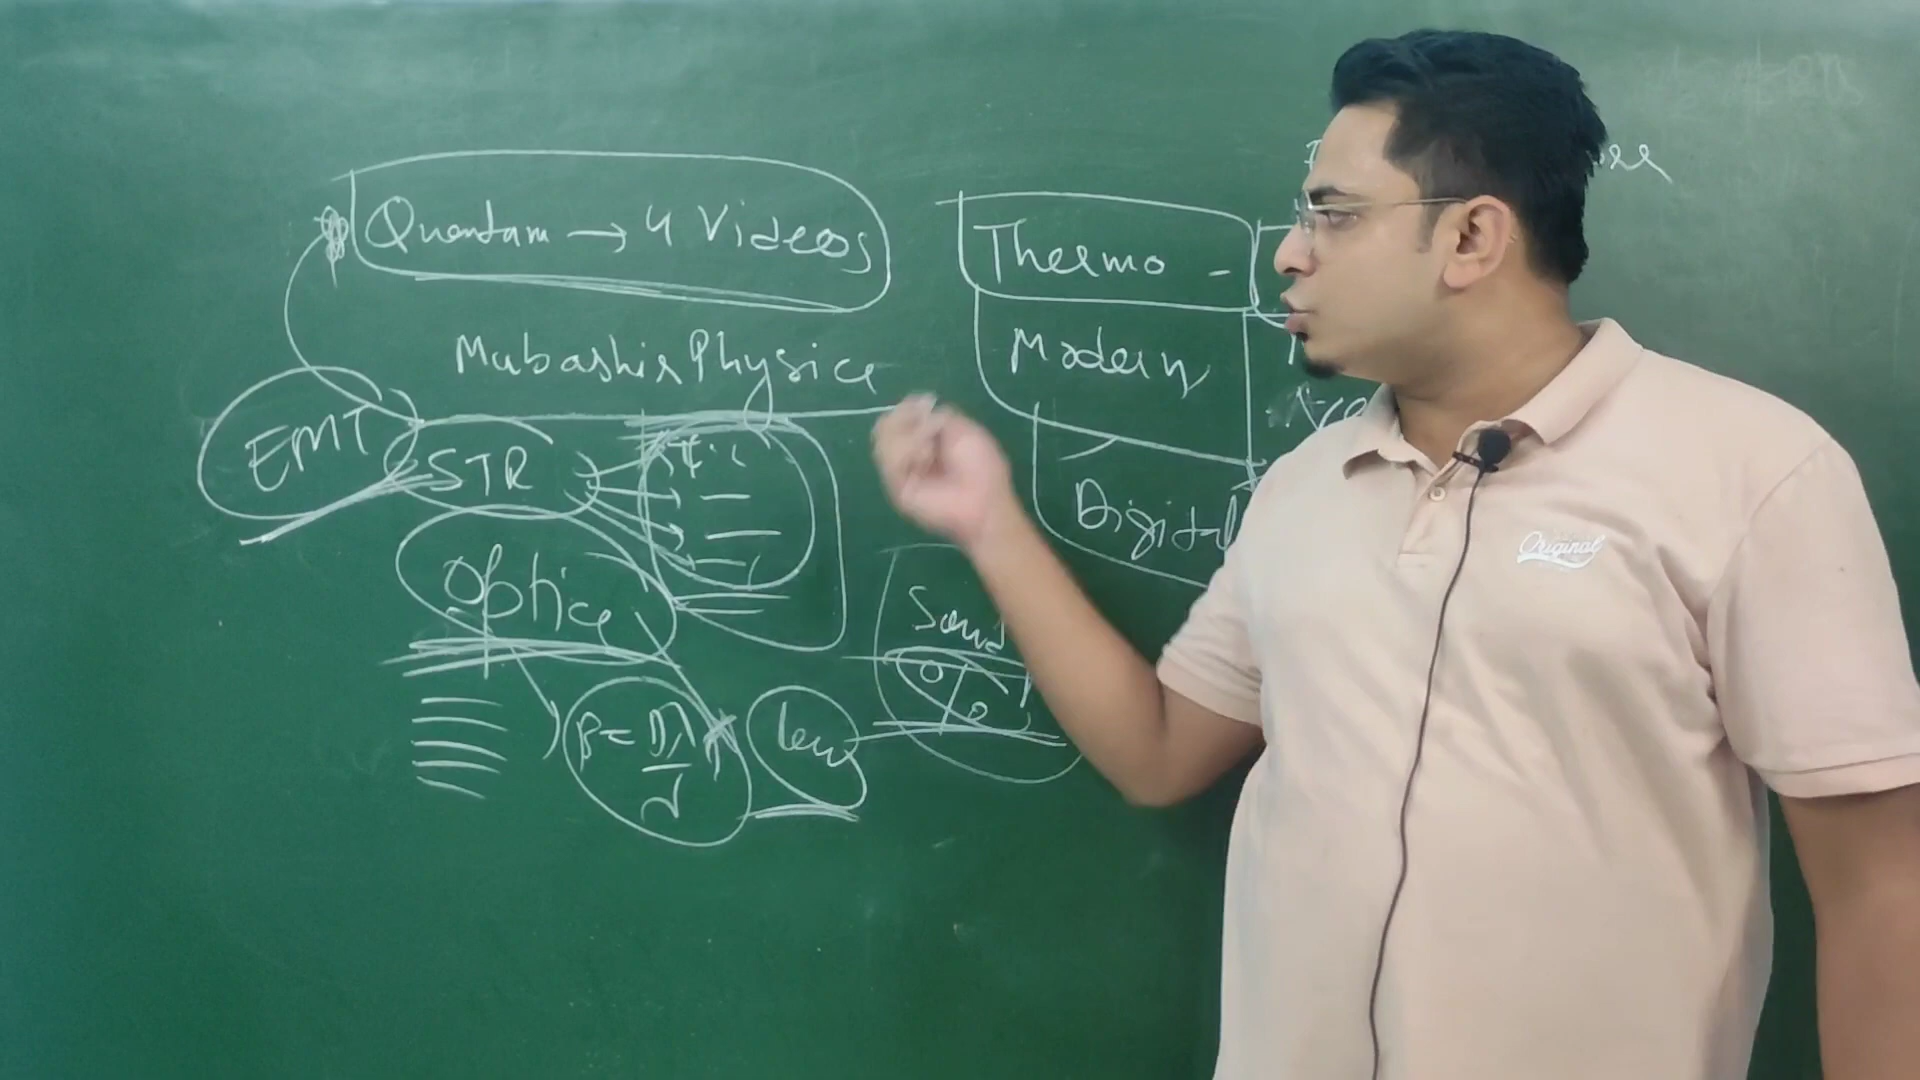 Quantam → 4 Videos
Mubashir Physics
EMT
STR
Optics
β = Dλ
d
Thermo -
Modern
Digital
Sound
Original